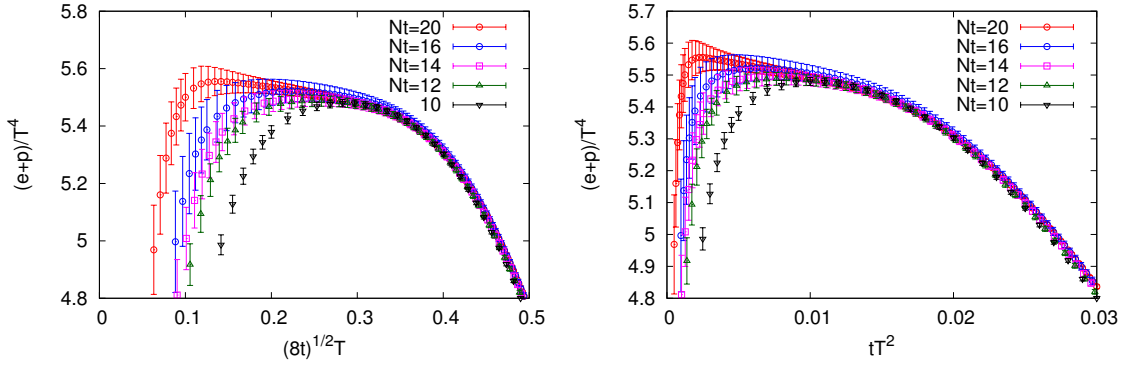 (e+p)/T^4
5.8
5.6
5.4
5.2
5
4.8
0
0.1
0.2
0.3
0.4
0.5
(8t)^{1/2}T
Nt=20
Nt=16
Nt=14
Nt=12
10
(e+p)/T^4
5.7
5.6
5.5
5.4
5.3
5.2
5.1
5
4.9
4.8
0
0.01
0.02
0.03
tT^2
Nt=20
Nt=16
Nt=14
Nt=12
Nt=10